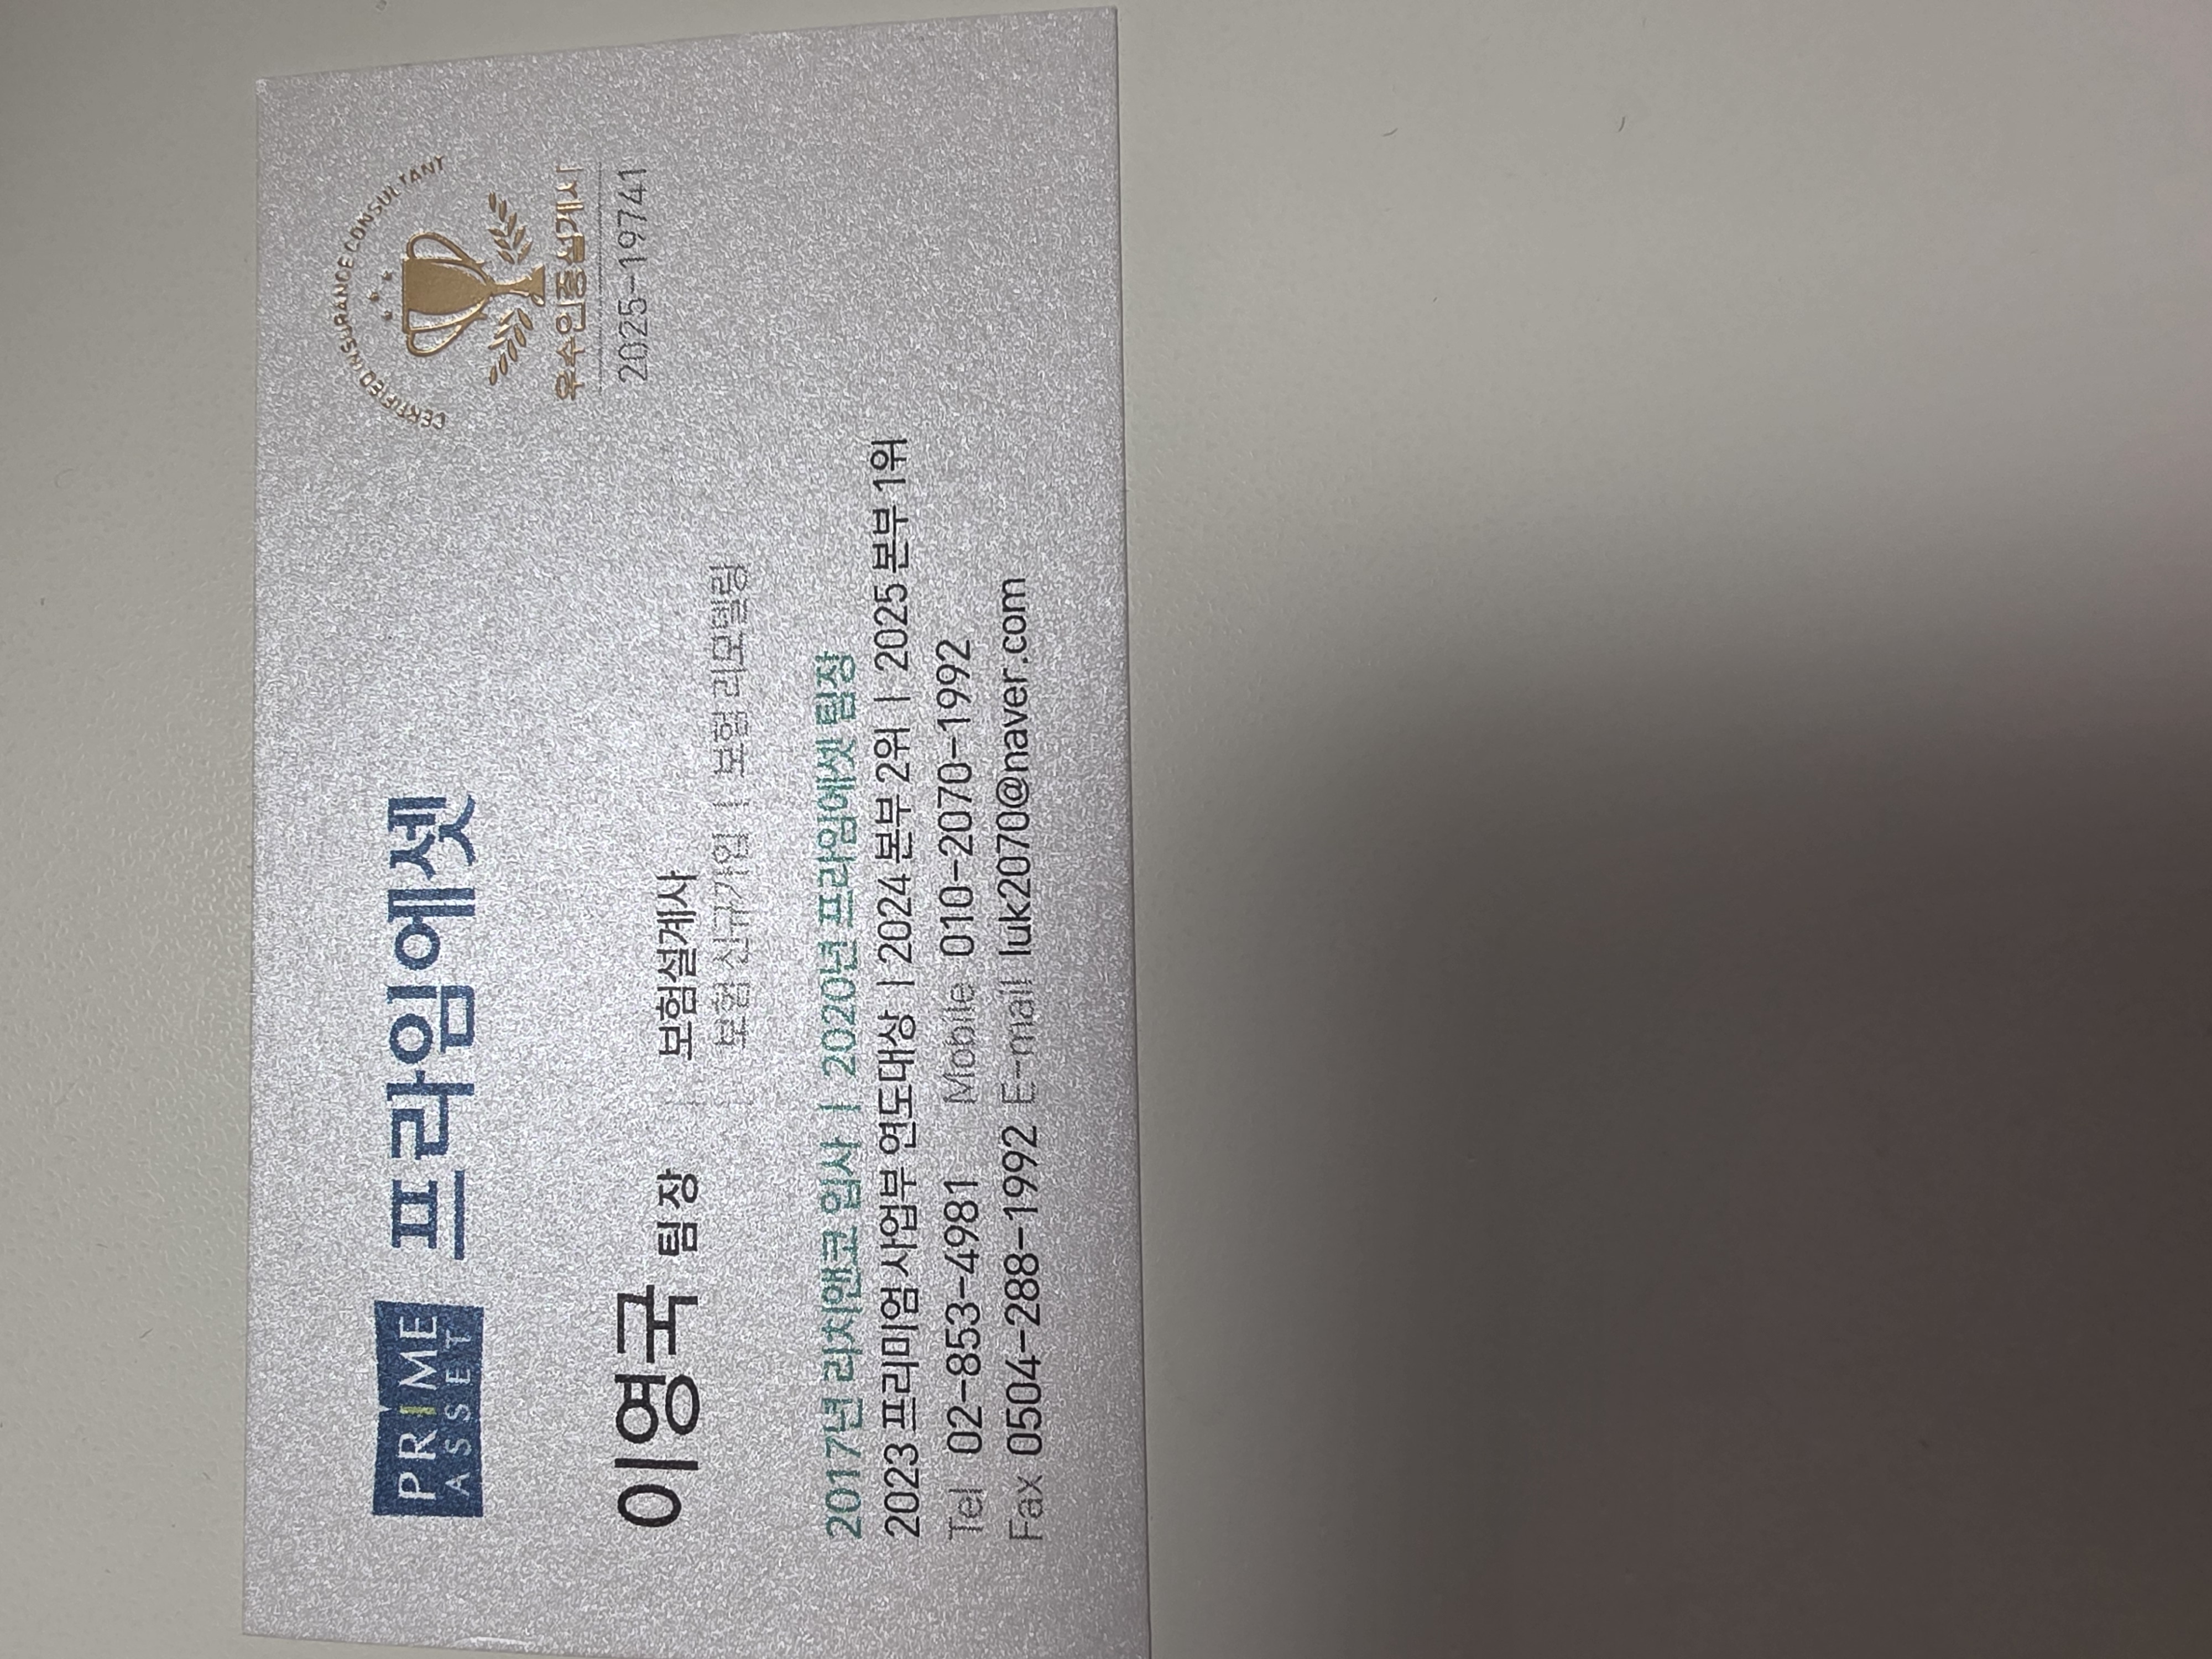 PRIME
ASSET
프라임에셋
CERTIFIED INSURANCE CONSULTANT
우수인증설계사
2025-19741
이영국 팀장 | 보험설계사
| 보험 신규가입 | 보험 리모델링
2017년 리치앤코 입사 | 2020년 프라임에셋 팀장
2023 프리미엄 사업부 연도대상 | 2024 본부 2위 | 2025 본부 1위
Tel 02-853-4981 Mobile 010-2070-1992
Fax 0504-288-1992 E-mail luk2070@naver.com